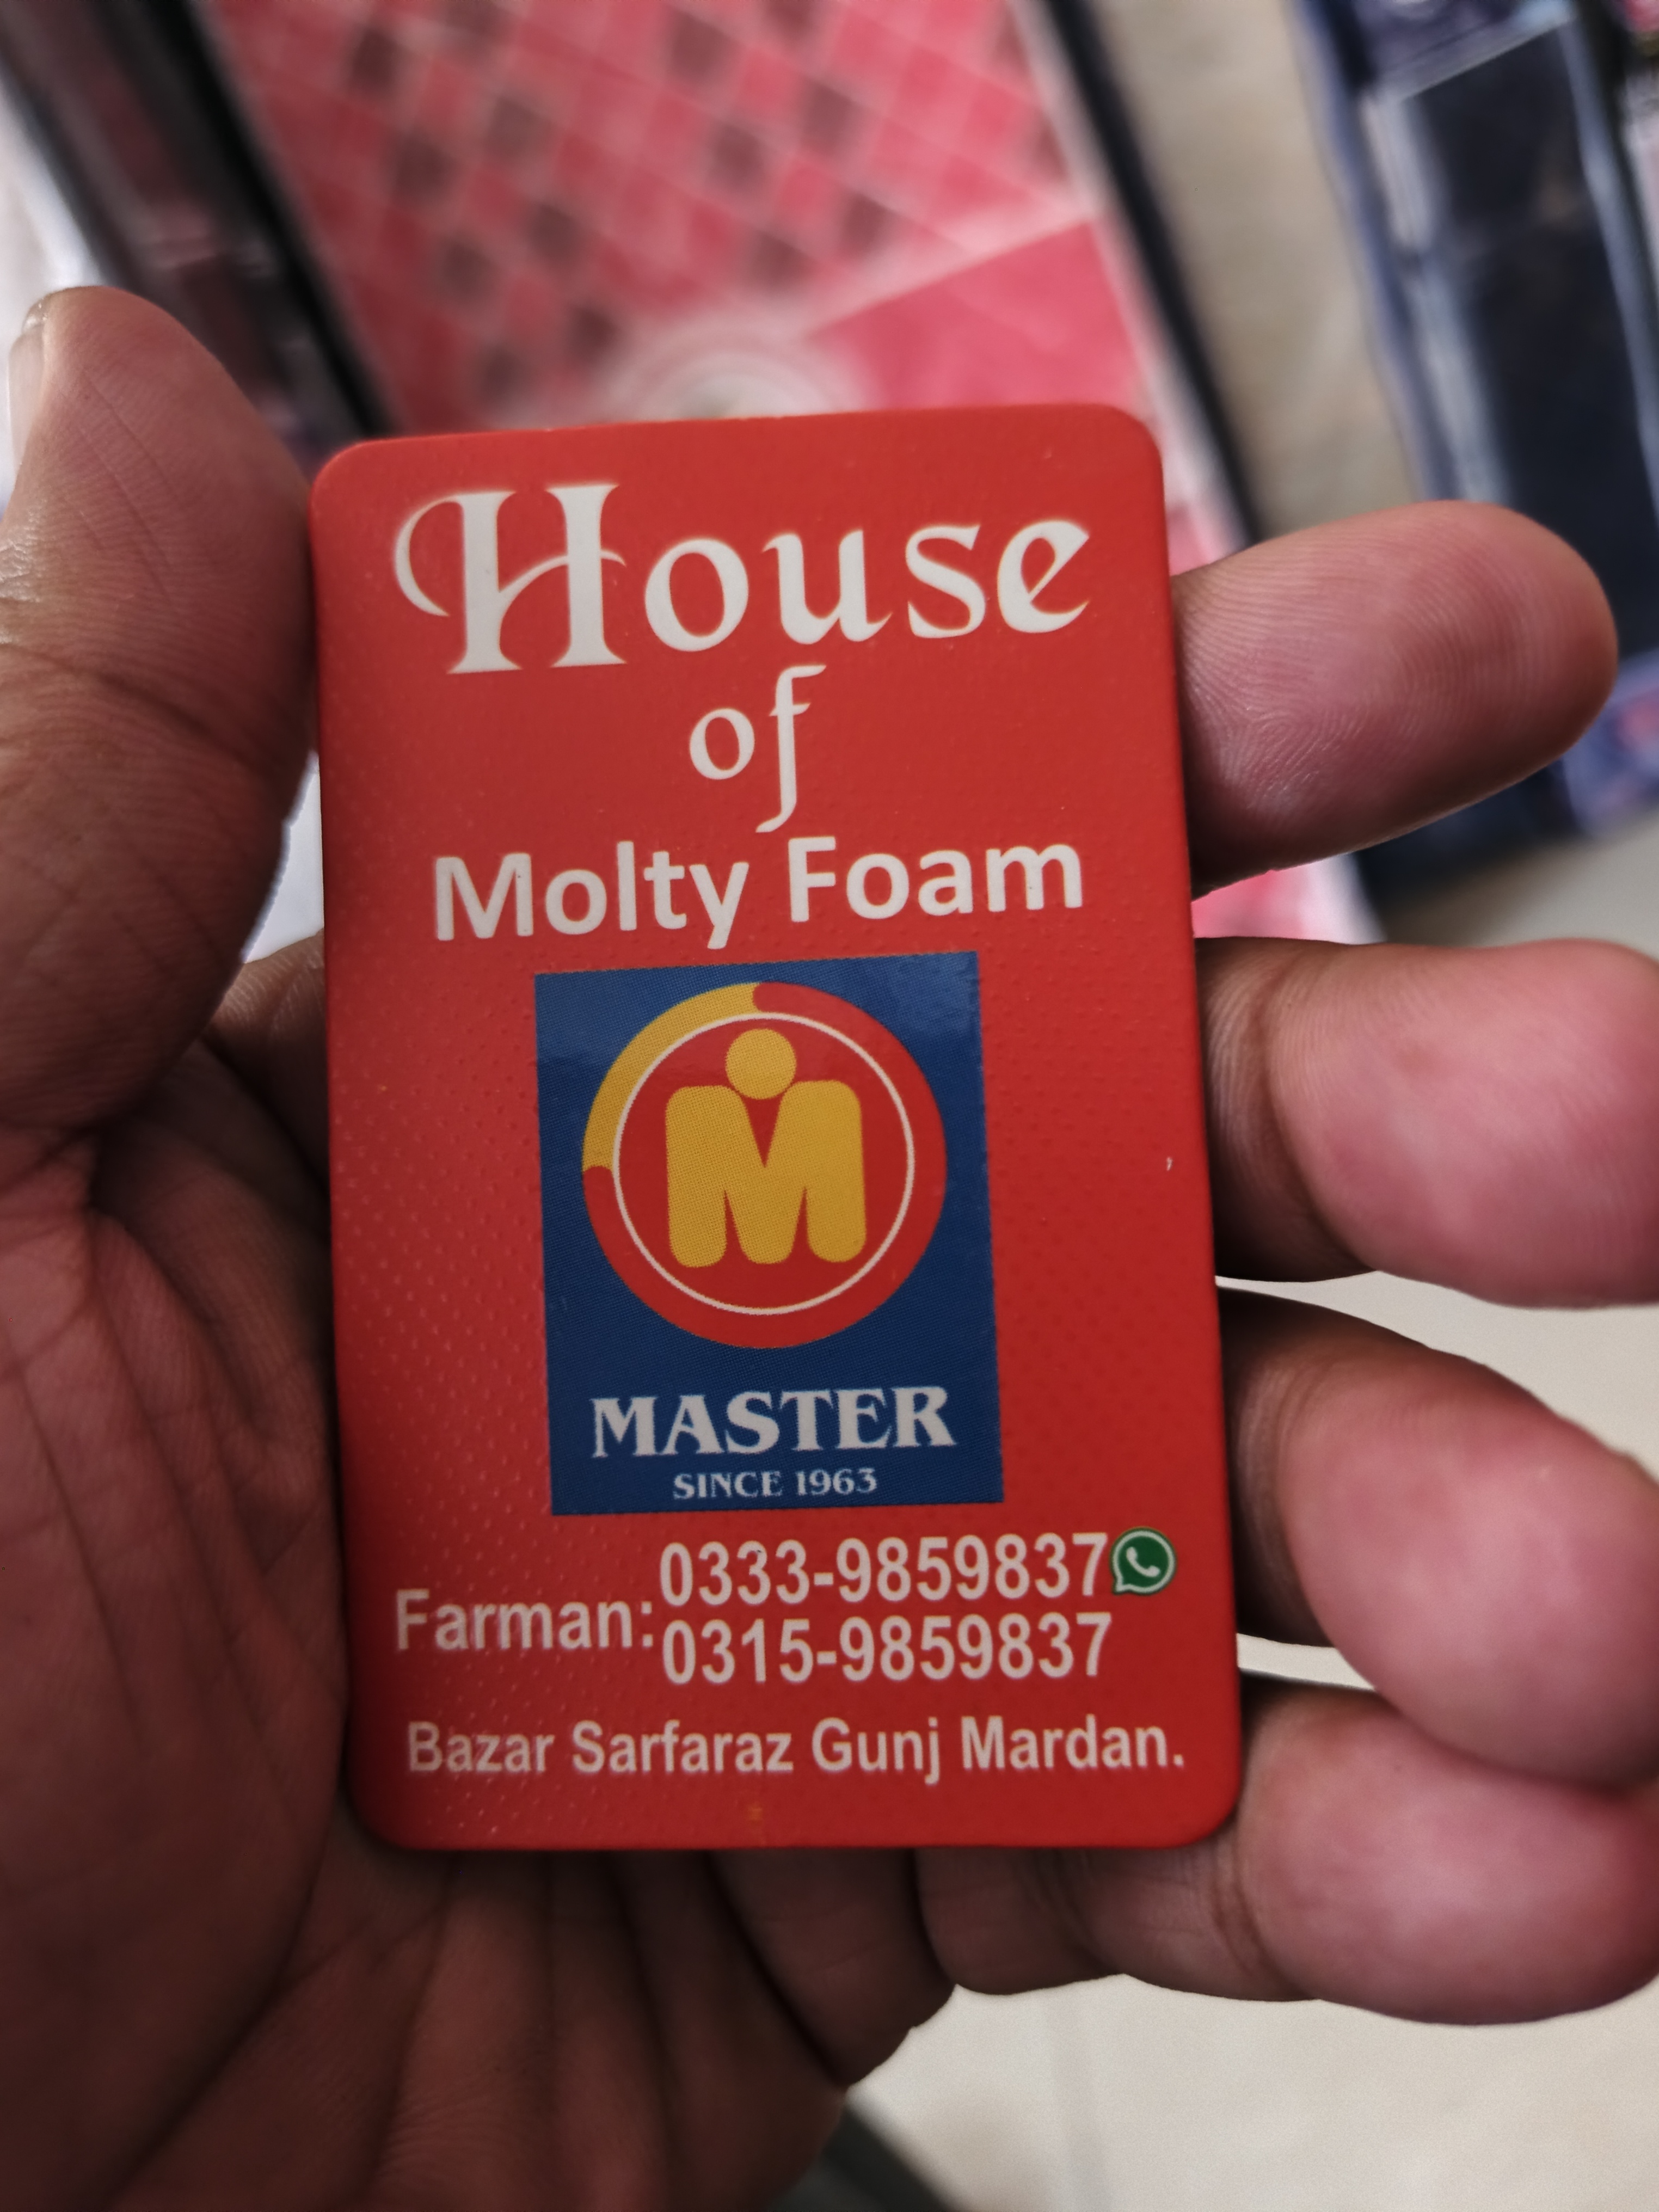 House
of
Molty Foam
M
MASTER
SINCE 1963
Farman: 0333-9859837
0315-9859837
Bazar Sarfaraz Gunj Mardan.